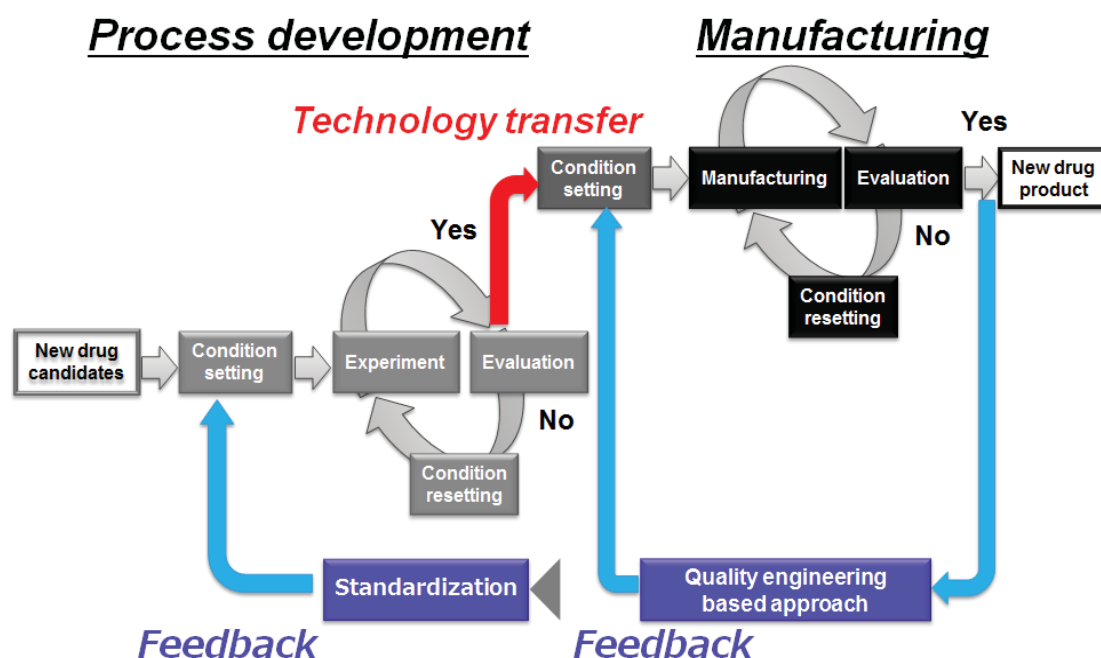 Process development
Manufacturing
Technology transfer
Yes
Condition
setting
Manufacturing
Evaluation
New drug
product
Yes
No
Condition
resetting
New drug
candidates
Condition
setting
Experiment
Evaluation
No
Condition
resetting
Standardization
Quality engineering
based approach
Feedback
Feedback